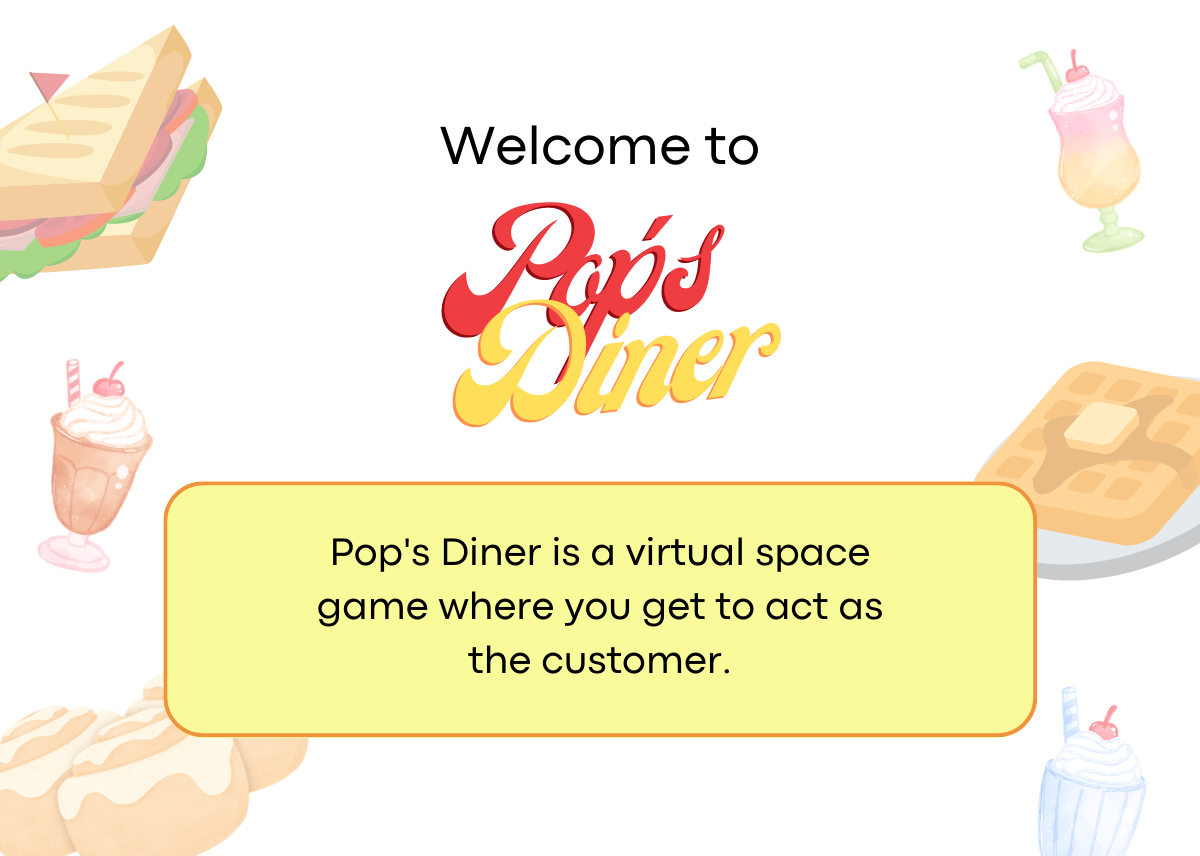 Welcome to
Pop's
Diner
Pop's Diner is a virtual space
game where you get to act as
the customer.